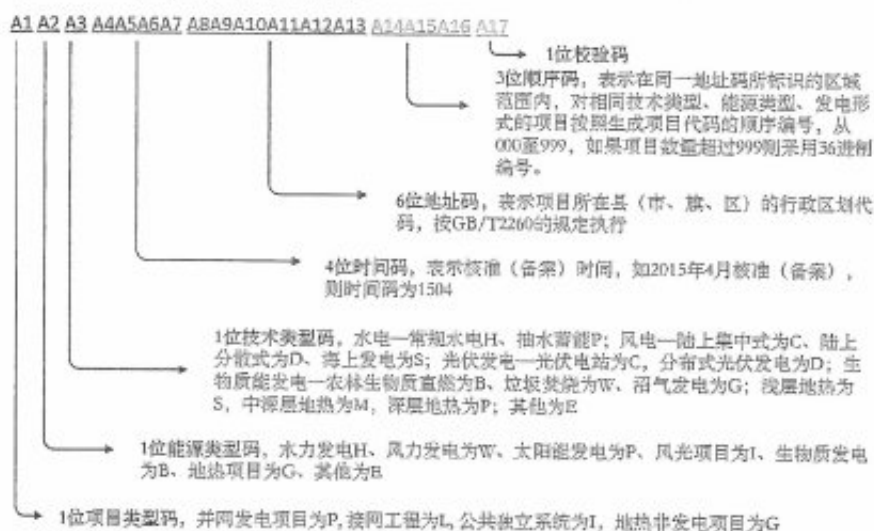 A1 A2 A3 A4A5A6A7 A8A9A10A11A12A13 A14A15A16 A17
1位校验码
3位顺序码，表示在同一地址码所标识的区域
范围内，对相同技术类型、能源类型、发电形
式的项目按照生成项目代码的顺序编号，从
000至999，如果项目数量超过999则采用36进制
编号。
6位地址码，表示项目所在县（市、旗、区）的行政区划代
码，按GB/T2260的规定执行
4位时间码，表示核准（备案）时间，如2015年4月核准（备案），
则时间码为1504
1位技术类型码，水电—常规水电H、抽水蓄能P；风电—陆上集中式为C、陆上
分散式为D、海上发电为S；光伏发电—光伏电站为C，分布式光伏发电为D；生
物质能发电—农林生物质直燃为B、垃圾焚烧为W、沼气发电为G；浅层地热为
S，中深层地热为M，深层地热为P；其他为E
1位能源类型码，水力发电H、风力发电为W、太阳能发电为P、风光项目为I、生物质发电
为B、地热项目为G、其他为E
1位项目类型码，并网发电项目为P,接网工程为L,公共独立系统为I，地热非发电项目为G